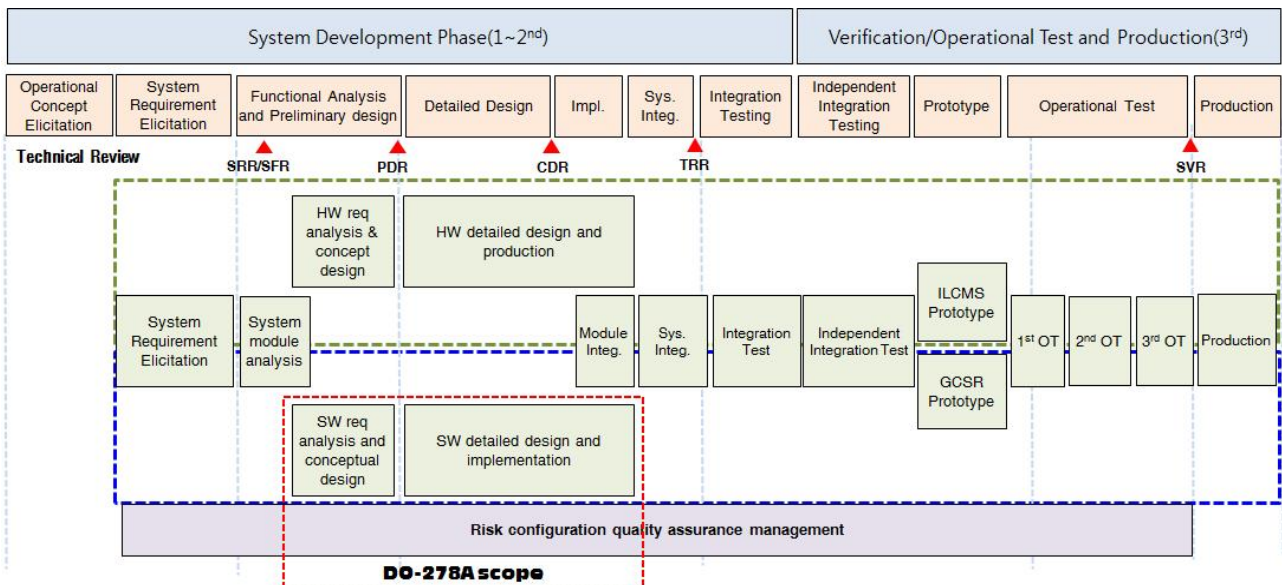 System Development Phase(1~2nd)
Verification/Operational Test and Production(3rd)
Operational
Concept
Elicitation
System
Requirement
Elicitation
Functional Analysis
and Preliminary design
Detailed Design
Impl.
Sys.
Integ.
Integration
Testing
Independent
Integration
Testing
Prototype
Operational Test
Production
Technical Review
SRR/SFR
PDR
CDR
TRR
SVR
HW req
analysis &
concept
design
HW detailed design and
production
System
Requirement
Elicitation
System
module
analysis
Module
Integ.
Sys.
Integ.
Integration
Test
Independent
Integration Test
ILCMS
Prototype
GCSR
Prototype
1st OT
2nd OT
3rd OT
Production
SW req
analysis and
conceptual
design
SW detailed design and
implementation
Risk configuration quality assurance management
DO-278A scope